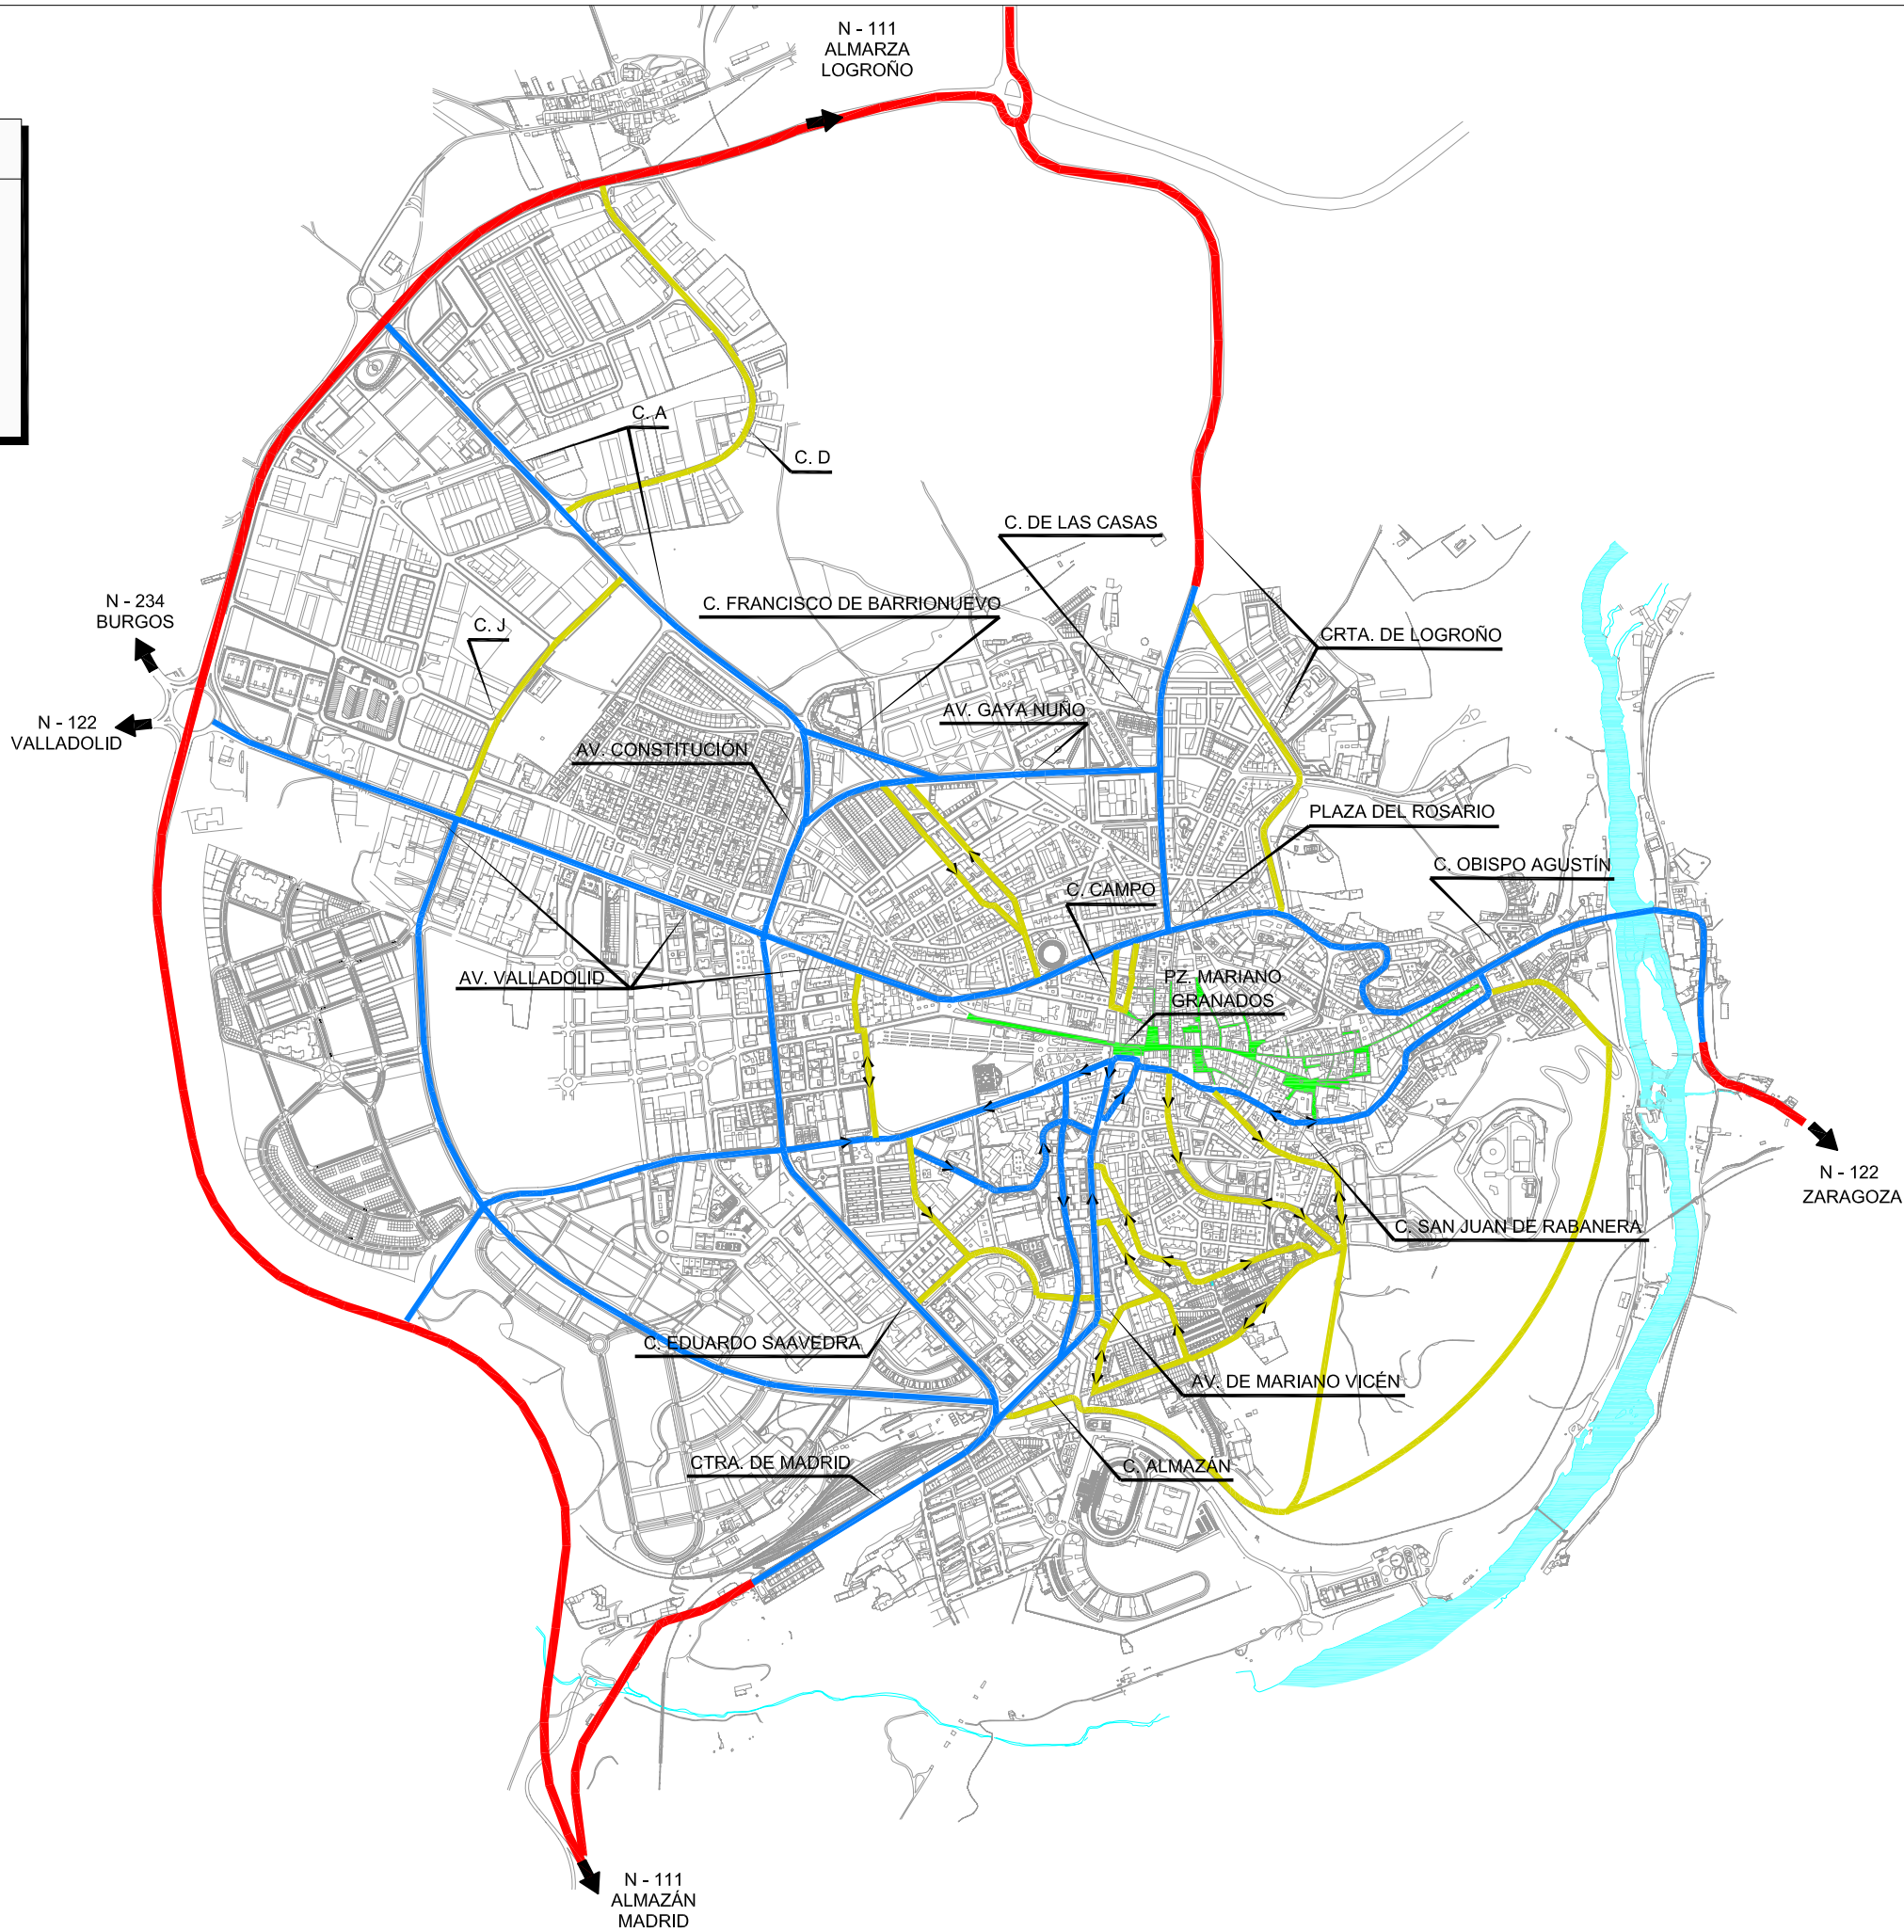 N - 111
ALMARZA
LOGROÑO
C. A
C. D
C. DE LAS CASAS
N - 234
BURGOS
C. FRANCISCO DE BARRIONUEVO
C. J
CRTA. DE LOGROÑO
AV. GAYA NUÑO
N - 122
VALLADOLID
AV. CONSTITUCIÓN
PLAZA DEL ROSARIO
C. OBISPO AGUSTÍN
C. CAMPO
AV. VALLADOLID
PZ. MARIANO
GRANADOS
N - 122
ZARAGOZA
C. SAN JUAN DE RABANERA
C. EDUARDO SAAVEDRA
AV. DE MARIANO VICÉN
CTRA. DE MADRID
C. ALMAZÁN
N - 111
ALMAZÁN
MADRID